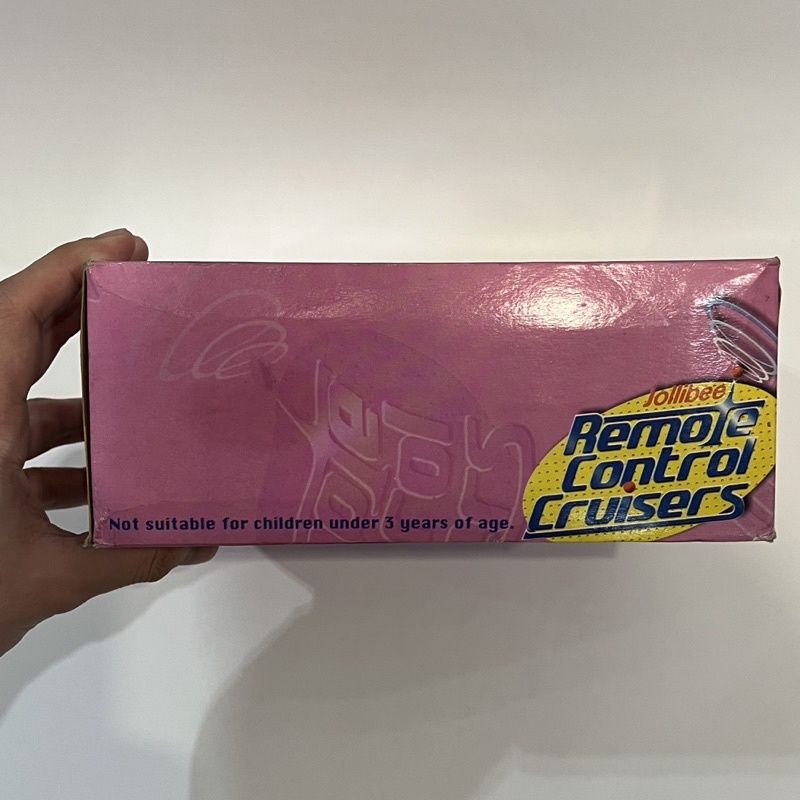 Jollibee
Remote
Control
Cruisers
Not suitable for children under 3 years of age.